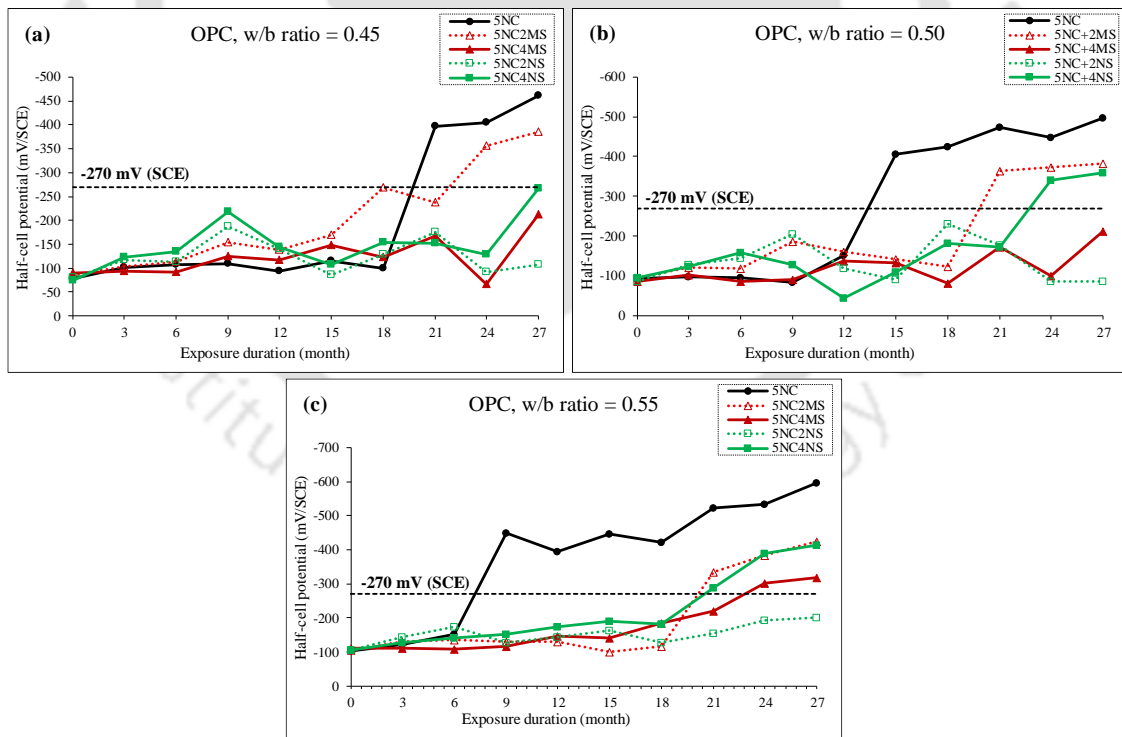 (a)
OPC, w/b ratio = 0.45
5NC
5NC2MS
5NC4MS
5NC2NS
5NC4NS
Half-cell potential (mV/SCE)
-500
-450
-400
-350
-300
-250
-200
-150
-100
-50
0
-270 mV (SCE)
0 3 6 9 12 15 18 21 24 27
Exposure duration (month)
(b)
OPC, w/b ratio = 0.50
5NC
5NC+2MS
5NC+4MS
5NC+2NS
5NC+4NS
Half-cell potential (mV/SCE)
-600
-500
-400
-300
-200
-100
0
-270 mV (SCE)
0 3 6 9 12 15 18 21 24 27
Exposure duration (month)
(c)
OPC, w/b ratio = 0.55
5NC
5NC2MS
5NC4MS
5NC2NS
5NC4NS
Half-cell potential (mV/SCE)
-700
-600
-500
-400
-300
-200
-100
0
-270 mV (SCE)
0 3 6 9 12 15 18 21 24 27
Exposure duration (month)